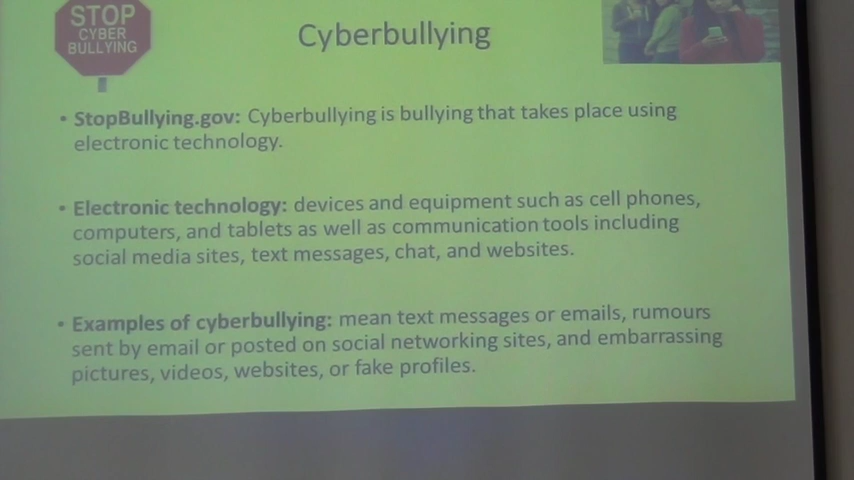 STOP
CYBER
BULLYING
Cyberbullying
• StopBullying.gov: Cyberbullying is bullying that takes place using
electronic technology.
• Electronic technology: devices and equipment such as cell phones,
computers, and tablets as well as communication tools including
social media sites, text messages, chat, and websites.
• Examples of cyberbullying: mean text messages or emails, rumours
sent by email or posted on social networking sites, and embarrassing
pictures, videos, websites, or fake profiles.